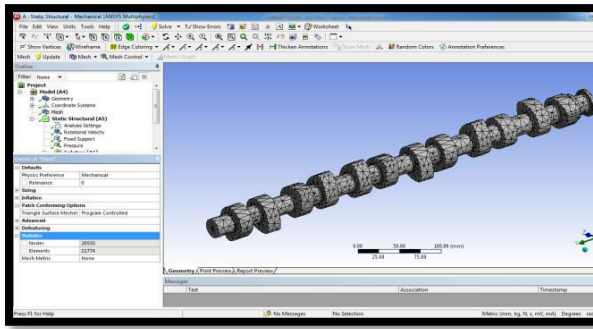 A : Static Structural - Mechanical [ANSYS Multiphysics]
File Edit View Units Tools Help Solve ?/ Show Errors Worksheet
Show Vertices Wireframe Edge Coloring Thicken Annotations Show Mesh Random Colors Annotation Preferences
Mesh Update Mesh Mesh Control Metric Graph
Outline
Filter: Name
Project
Model (A4)
Geometry
Coordinate Systems
Mesh
Static Structural (A5)
Analysis Settings
Rotational Velocity
Fixed Support
Pressure
Details of "Mesh"
Defaults
Physics Preference Mechanical
Relevance 0
Sizing
Inflation
Patch Conforming Options
Triangle Surface Mesher Program Controlled
Advanced
Defeaturing
Statistics
Nodes 20555
Elements 11774
Mesh Metric None
0.00 50.00 100.00 (mm)
25.00 75.00
Geometry Print Preview Report Preview
Messages
Text Association Timestamp
Press F1 for Help No Messages No Selection Metric (mm, kg, N, s, mV, mA) Degrees